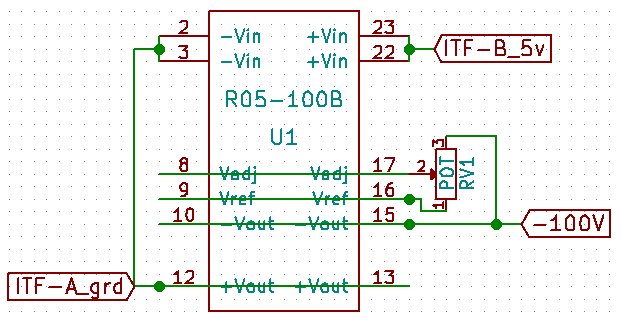 2 -Vin +Vin 23
3 -Vin +Vin 22
ITF-B_5v
R05-100B
U1
8 Vadj Vadj 17
9 Vref Vref 16
10 -Vout -Vout 15
12 +Vout +Vout 13
3
2
1
POT
RV1
-100V
ITF-A_grd